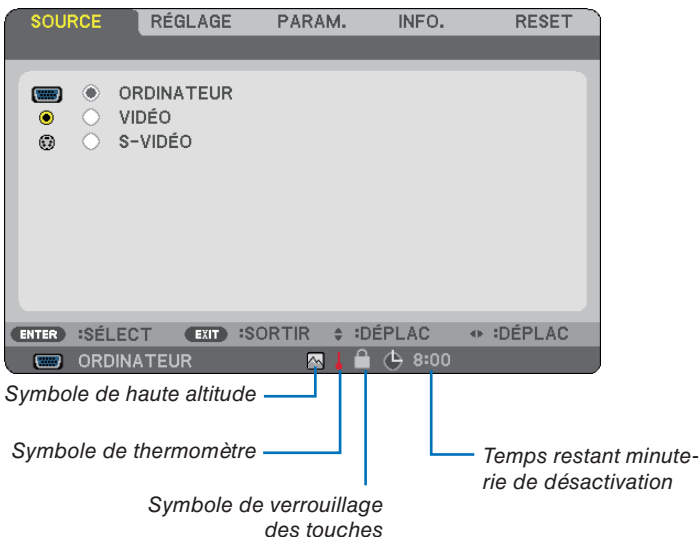 SOURCE RÉGLAGE PARAM. INFO. RESET
ORDINATEUR
VIDÉO
S-VIDÉO
ENTER :SÉLECT EXIT :SORTIR :DÉPLAC :DÉPLAC
ORDINATEUR 8:00
Symbole de haute altitude
Symbole de thermomètre
Temps restant minute-
rie de désactivation
Symbole de verrouillage
des touches